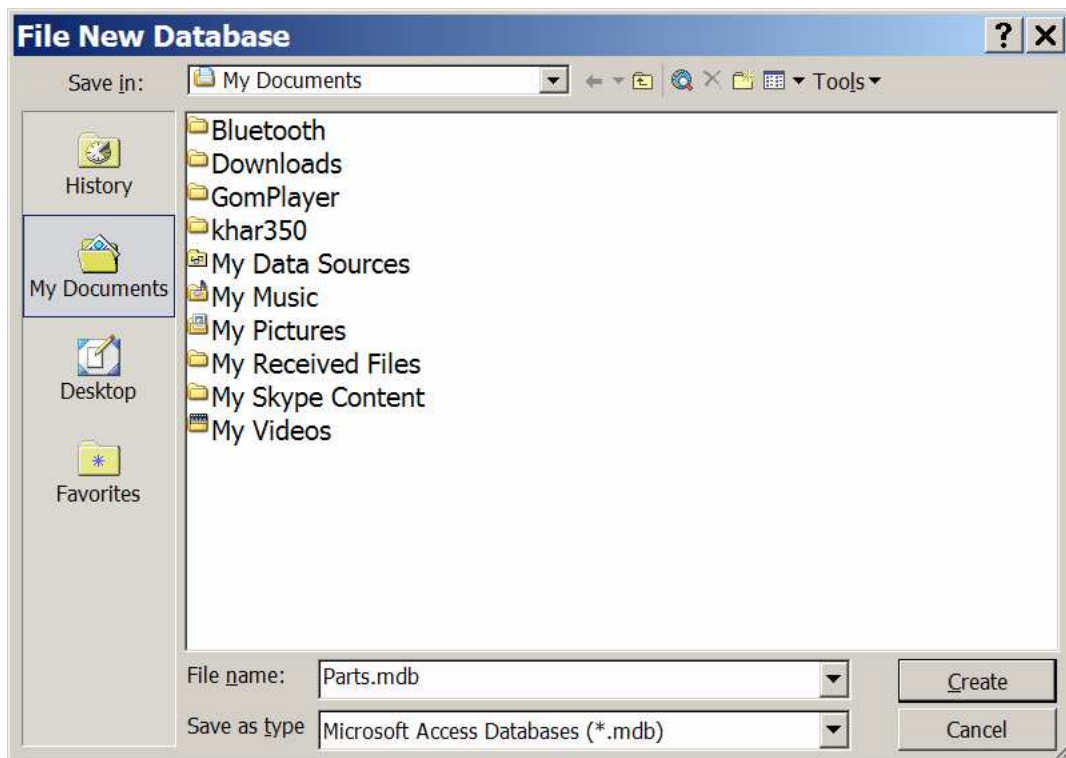 File New Database
Save in: My Documents Tools
History
My Documents
Desktop
Favorites
Bluetooth
Downloads
GomPlayer
khar350
My Data Sources
My Music
My Pictures
My Received Files
My Skype Content
My Videos
File name: Parts.mdb Create
Save as type Microsoft Access Databases (*.mdb) Cancel